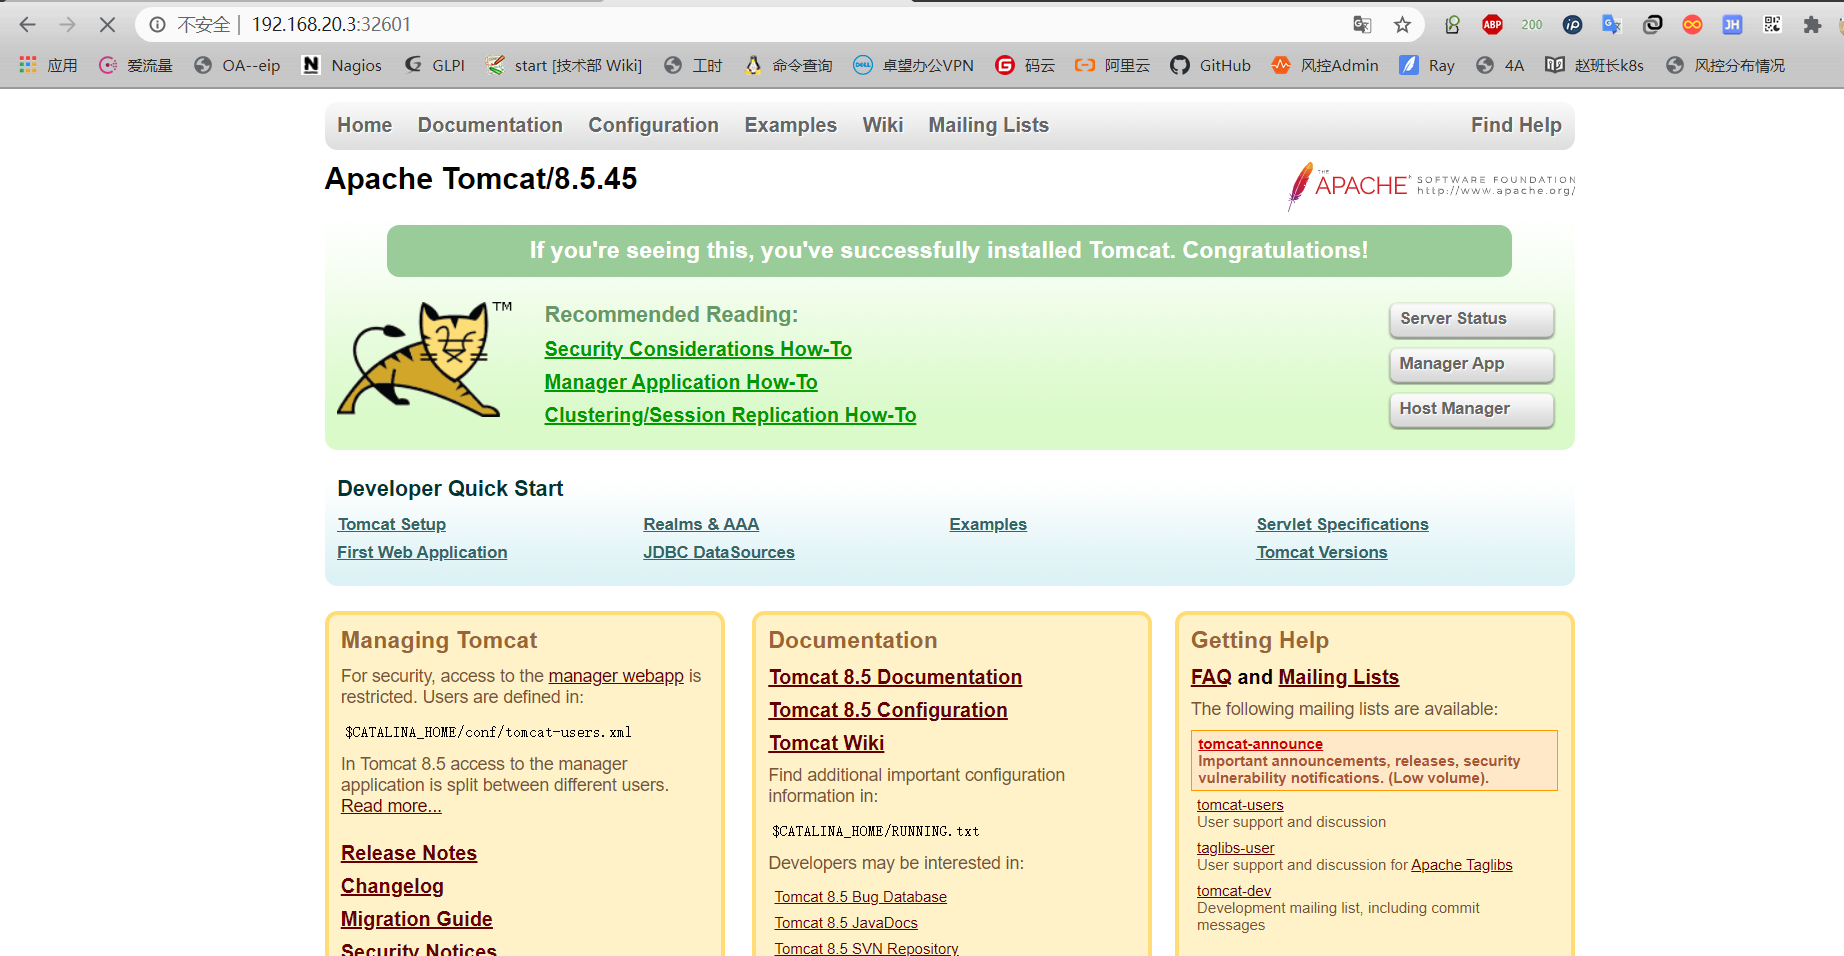 不安全 | 192.168.20.3:32601
ABP 200 iP JH
应用 爱流量 OA--eip Nagios GLPI start [技术部 Wiki] 工时 命令查询 卓望办公VPN 码云 阿里云 GitHub 风控Admin Ray 4A 赵班长k8s 风控分布情况
Home Documentation Configuration Examples Wiki Mailing Lists Find Help
Apache Tomcat/8.5.45
THE APACHE SOFTWARE FOUNDATION
http://www.apache.org/
If you're seeing this, you've successfully installed Tomcat. Congratulations!
TM
Recommended Reading:
Security Considerations How-To
Manager Application How-To
Clustering/Session Replication How-To
Server Status
Manager App
Host Manager
Developer Quick Start
Tomcat Setup Realms & AAA Examples Servlet Specifications
First Web Application JDBC DataSources Tomcat Versions
Managing Tomcat
For security, access to the manager webapp is
restricted. Users are defined in:
$CATALINA_HOME/conf/tomcat-users.xml
In Tomcat 8.5 access to the manager
application is split between different users.
Read more...
Release Notes
Changelog
Migration Guide
Security Notices
Documentation
Tomcat 8.5 Documentation
Tomcat 8.5 Configuration
Tomcat Wiki
Find additional important configuration
information in:
$CATALINA_HOME/RUNNING.txt
Developers may be interested in:
Tomcat 8.5 Bug Database
Tomcat 8.5 JavaDocs
Tomcat 8.5 SVN Repository
Getting Help
FAQ and Mailing Lists
The following mailing lists are available:
tomcat-announce
Important announcements, releases, security
vulnerability notifications. (Low volume).
tomcat-users
User support and discussion
taglibs-user
User support and discussion for Apache Taglibs
tomcat-dev
Development mailing list, including commit
messages